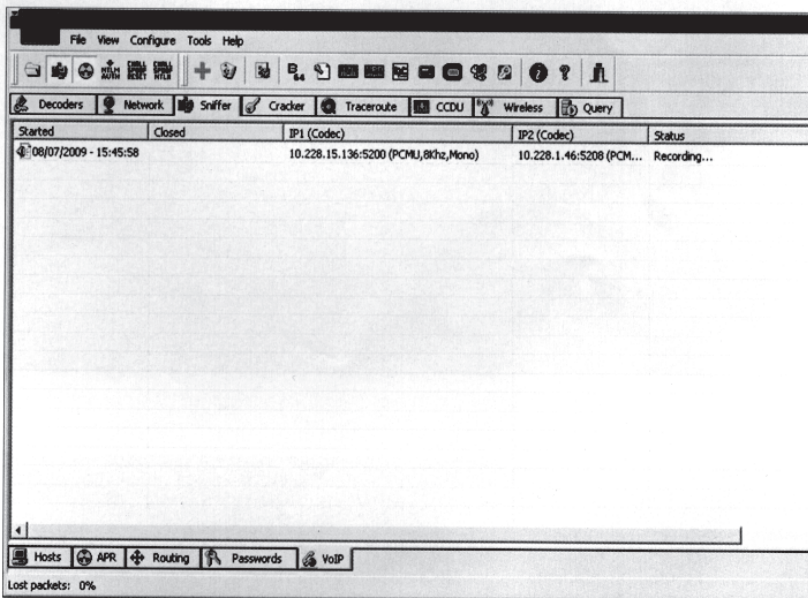 File View Configure Tools Help
Decoders Network Sniffer Cracker Traceroute CCDU Wireless Query
Started Closed IP1 (Codec) IP2 (Codec) Status
08/07/2009 - 15:45:58 10.228.15.136:5200 (PCMU,8Khz,Mono) 10.228.1.46:5208 (PCM... Recording...
Hosts APR Routing Passwords VoIP
Lost packets: 0%